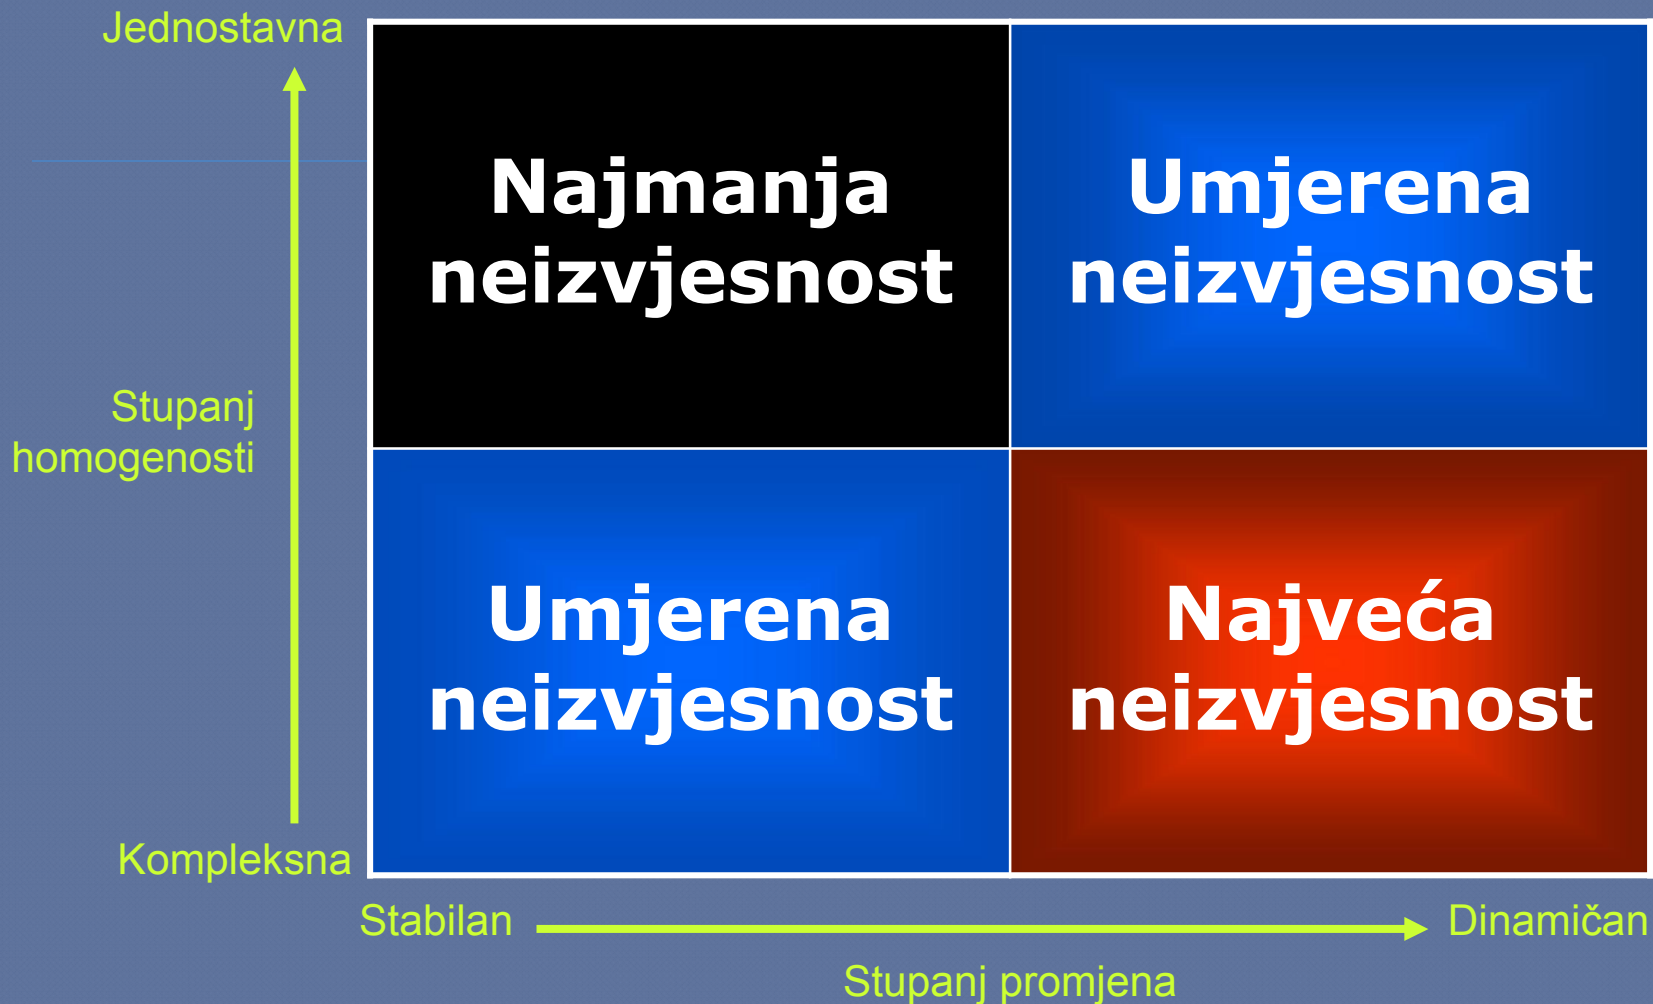 Jednostavna
Najmanja
neizvjesnost
Umjerena
neizvjesnost
Stupanj
homogenosti
Umjerena
neizvjesnost
Najveća
neizvjesnost
Kompleksna
Stabilan
Dinamičan
Stupanj promjena